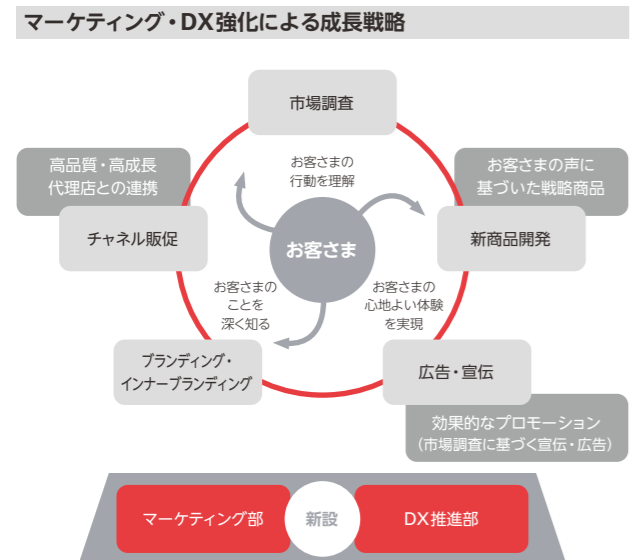 マーケティング・DX強化による成長戦略
市場調査
高品質・高成長
代理店との連携
お客さまの
行動を理解
お客さまの声に
基づいた戦略商品
チャネル販促
お客さま
新商品開発
お客さまの
ことを
深く知る
お客さまの
心地よい体験
を実現
ブランディング・
インナーブランディング
広告・宣伝
効果的なプロモーション
(市場調査に基づく宣伝・広告)
マーケティング部
新設
DX推進部